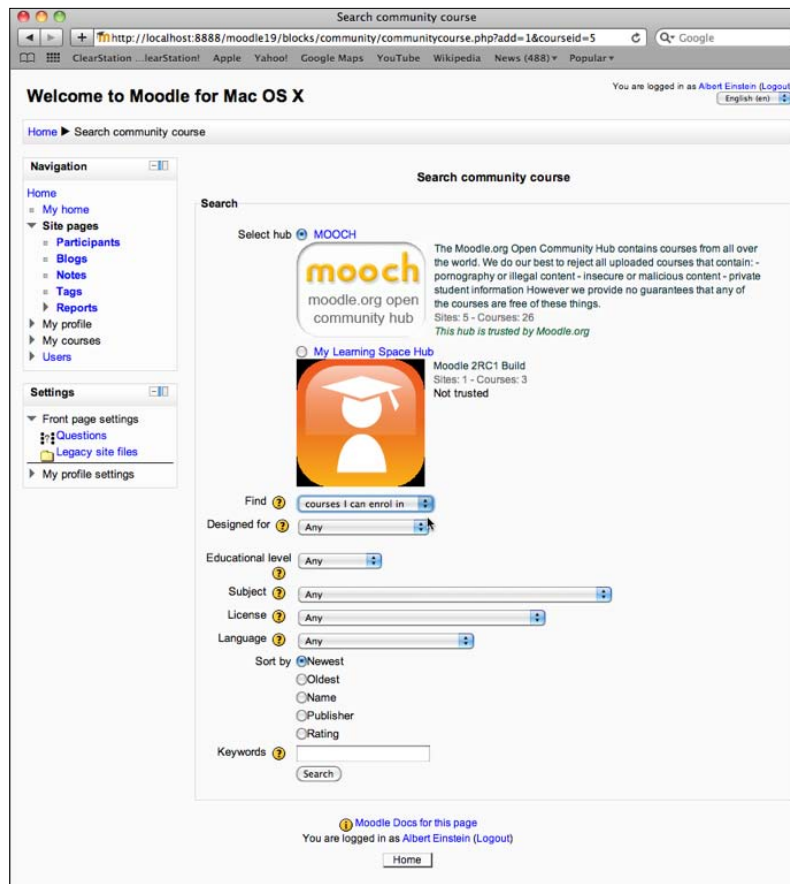 Search community course
http://localhost:8888/moodle19/blocks/community/communitycourse.php?add=1&courseid=5
Google
ClearStation ...learStation! Apple Yahoo! Google Maps YouTube Wikipedia News (488) Popular
Welcome to Moodle for Mac OS X
You are logged in as Albert Einstein (Logout
English (en)
Home ► Search community course
Navigation
Home
My home
Site pages
Participants
Blogs
Notes
Tags
Reports
My profile
My courses
Users
Settings
Front page settings
Questions
Legacy site files
My profile settings
Search community course
Search
Select hub MOOCH
mooch
moodle.org open
community hub
The Moodle.org Open Community Hub contains courses from all over
the world. We do our best to reject all uploaded courses that contain: -
pornography or illegal content - insecure or malicious content - private
student information However we provide no guarantees that any of
the courses are free of these things.
Sites: 5 - Courses: 26
This hub is trusted by Moodle.org
My Learning Space Hub
Moodle 2RC1 Build
Sites: 1 - Courses: 3
Not trusted
Find courses I can enrol in
Designed for Any
Educational level Any
Subject Any
License Any
Language Any
Sort by Newest
Oldest
Name
Publisher
Rating
Keywords
Search
Moodle Docs for this page
You are logged in as Albert Einstein (Logout)
Home